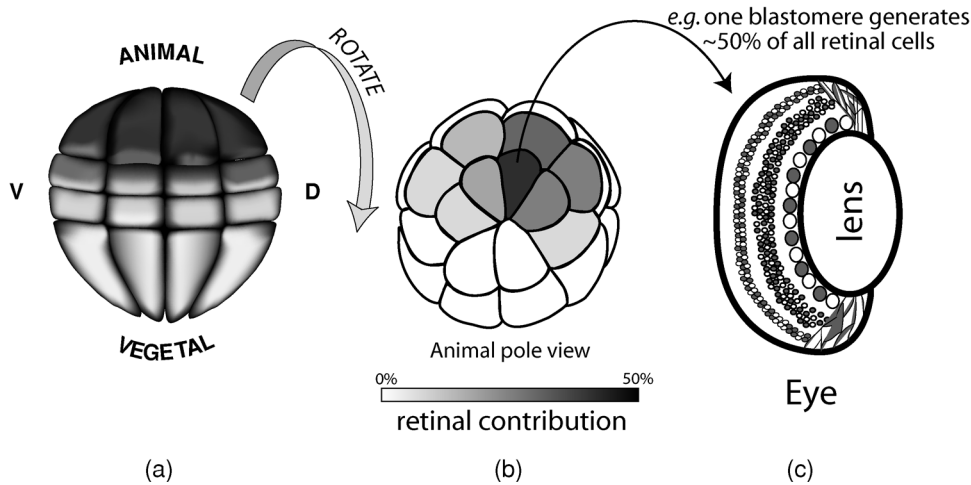 ANIMAL
ROTATE
V
D
VEGETAL
e.g. one blastomere generates
~50% of all retinal cells
lens
Animal pole view
0%
50%
retinal contribution
Eye
(a)
(b)
(c)